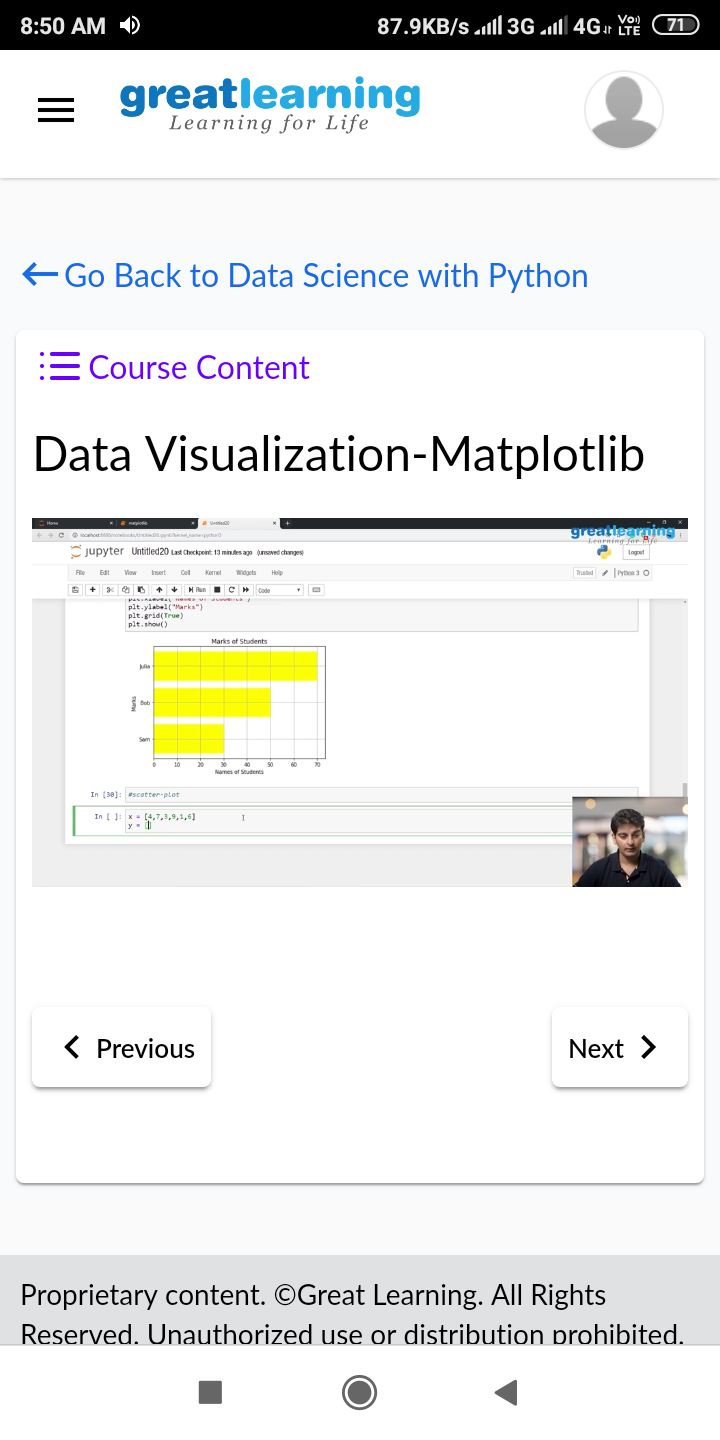 8:50 AM 87.9KB/s 3G 4G Vo) LTE 71
greatlearning
Learning for Life
Go Back to Data Science with Python
Course Content
Data Visualization-Matplotlib
Home matplotlib Untitled20
greatlearning
Learning for Life
jupyter Untitled20 Last Checkpoint: 13 minutes ago (unsaved changes) Logout
File Edit View Insert Cell Kernel Widgets Help Trusted Python 3
Run Code
plt.ylabel("Marks")
plt.grid(True)
plt.show()
Marks of Students
Julia
Bob
Sam
Marks
0 10 20 30 40 50 60 70
Names of Students
In [30]: #scatter-plot
In [ ]: x = [4,7,3,9,1,6]
y = []
Previous
Next
Proprietary content. ©Great Learning. All Rights
Reserved. Unauthorized use or distribution prohibited.